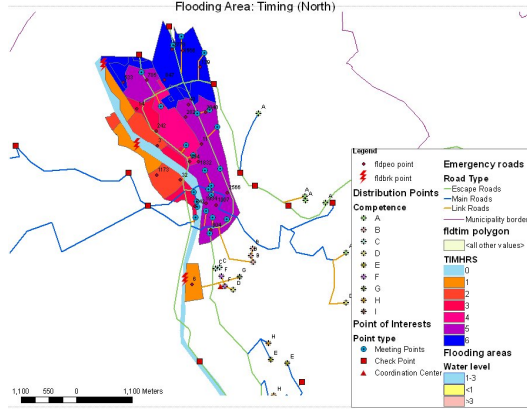 Flooding Area: Timing (North)
A
A
A
B
B
C
C
F
F
G
G
D
H
E
E
H
Legend
fldpeo point
fldbrk point
Distribution Points
Competence
A
B
C
D
E
F
G
H
I
Point of Interests
Point type
Meeting Points
Check Point
Coordination Center
Emergency roads
Road Type
Escape Roads
Main Roads
Link Roads
Municipality border
fldtim polygon
<all other values>
TIMHRS
0
1
2
3
4
5
6
Flooding areas
Water level
1-3
<1
>3
1,100 550 0 1,100 Meters